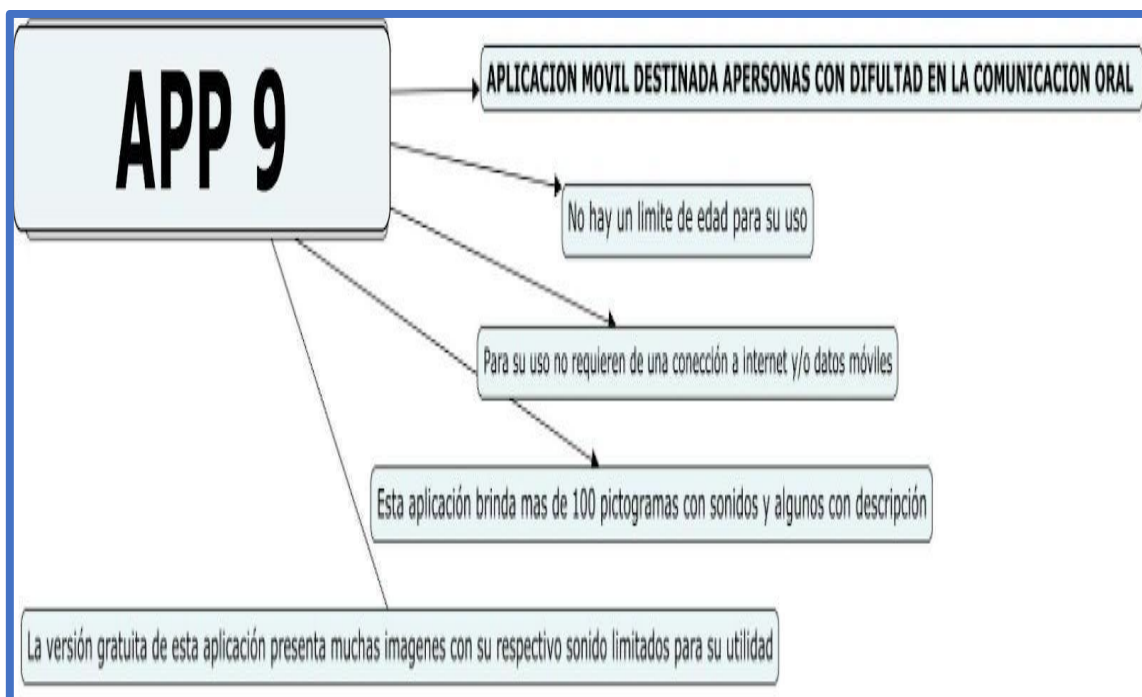 APP 9
APLICACION MOVIL DESTINADA APERSONAS CON DIFULTAD EN LA COMUNICACION ORAL
No hay un limite de edad para su uso
Para su uso no requieren de una conección a internet y/o datos móviles
Esta aplicación brinda mas de 100 pictogramas con sonidos y algunos con descripción
La versión gratuita de esta aplicación presenta muchas imagenes con su respectivo sonido limitados para su utilidad